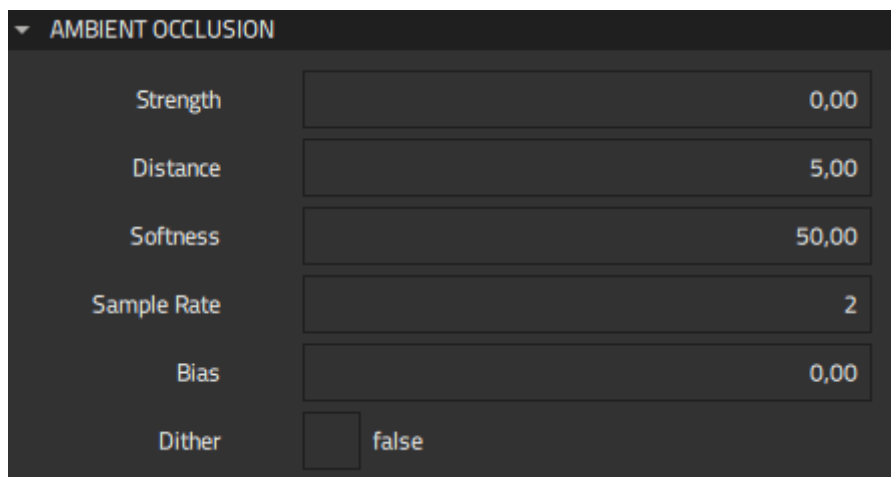 AMBIENT OCCLUSION
Strength 0,00
Distance 5,00
Softness 50,00
Sample Rate 2
Bias 0,00
Dither false